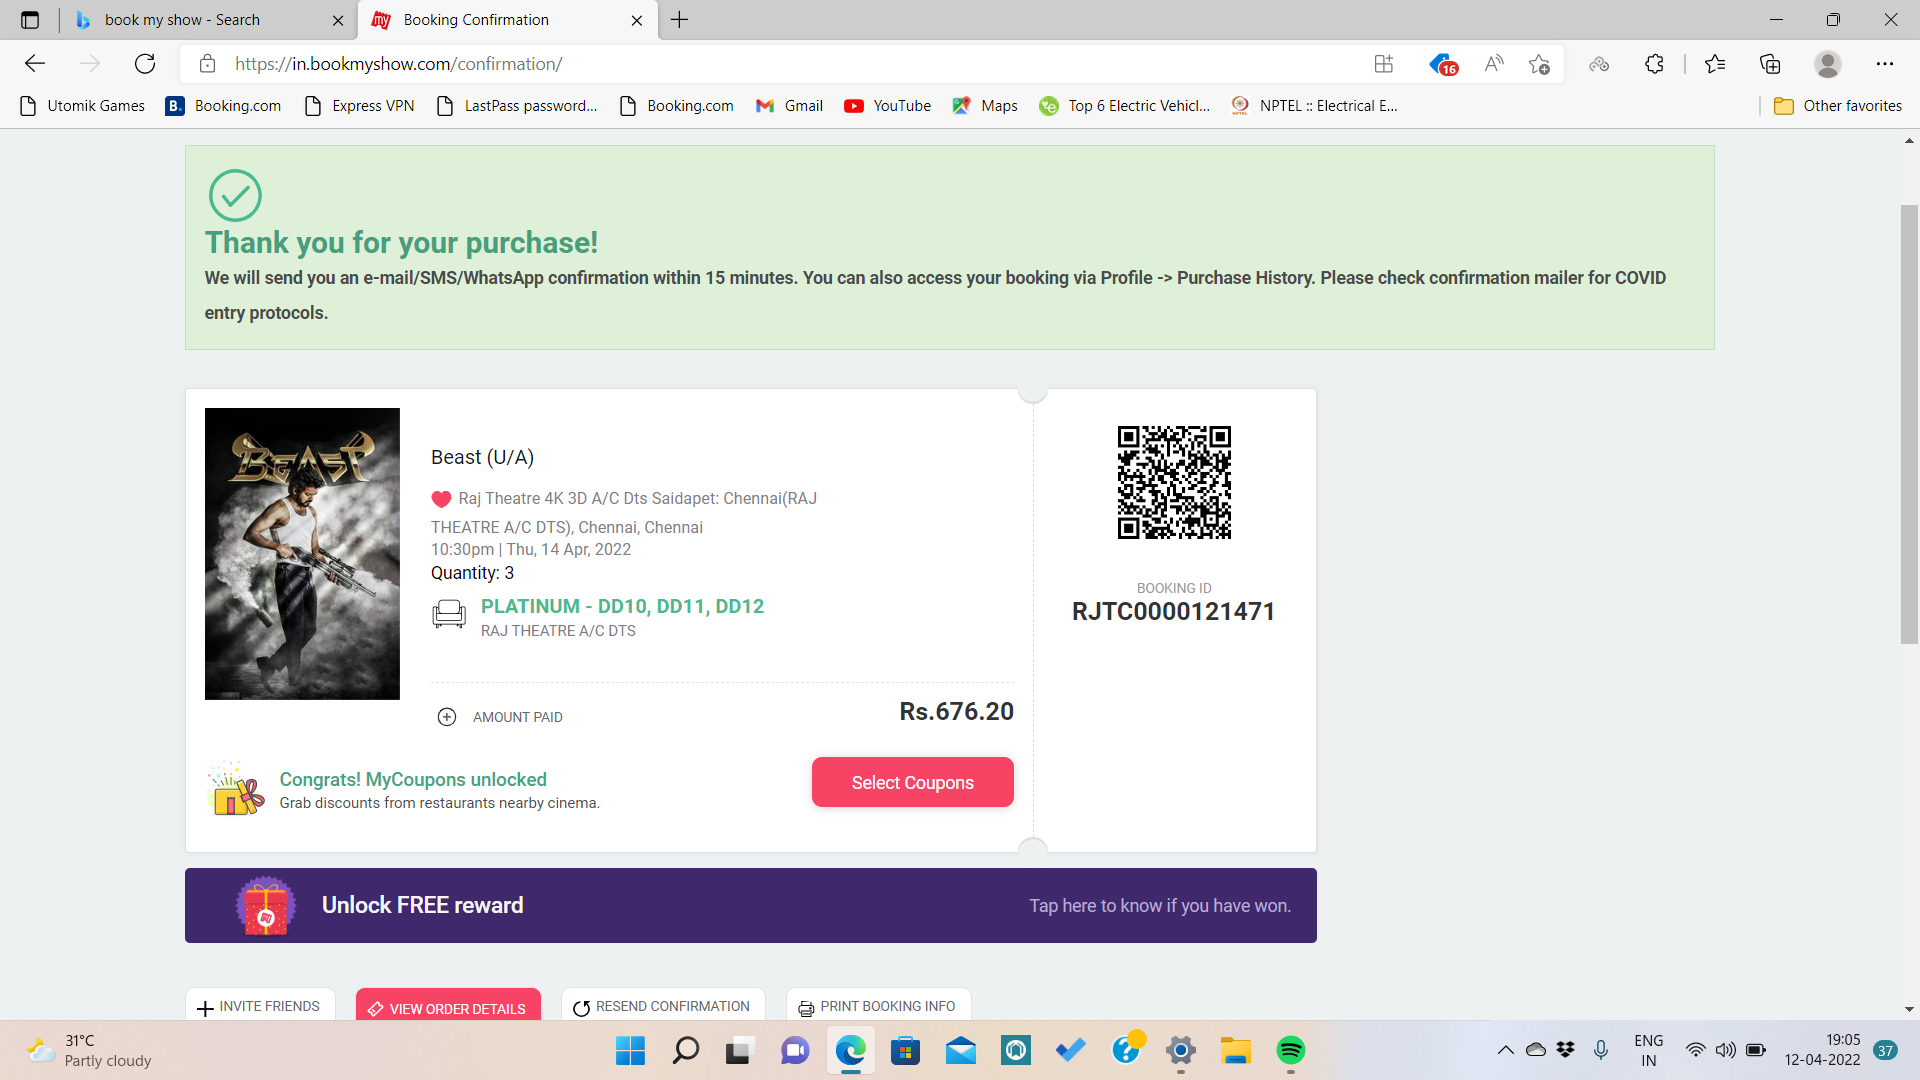 book my show - Search
Booking Confirmation
https://in.bookmyshow.com/confirmation/
16
Utomik Games
Booking.com
Express VPN
LastPass password...
Booking.com
Gmail
YouTube
Maps
Top 6 Electric Vehicl...
NPTEL :: Electrical E...
Other favorites
Thank you for your purchase!
We will send you an e-mail/SMS/WhatsApp confirmation within 15 minutes. You can also access your booking via Profile -> Purchase History. Please check confirmation mailer for COVID
entry protocols.
BEAST
Beast (U/A)
Raj Theatre 4K 3D A/C Dts Saidapet: Chennai(RAJ
THEATRE A/C DTS), Chennai, Chennai
10:30pm | Thu, 14 Apr, 2022
Quantity: 3
PLATINUM - DD10, DD11, DD12
RAJ THEATRE A/C DTS
AMOUNT PAID
Rs.676.20
Congrats! MyCoupons unlocked
Grab discounts from restaurants nearby cinema.
Select Coupons
BOOKING ID
RJTC0000121471
Unlock FREE reward
Tap here to know if you have won.
INVITE FRIENDS
VIEW ORDER DETAILS
RESEND CONFIRMATION
PRINT BOOKING INFO
31°C
Partly cloudy
ENG
IN
19:05
12-04-2022
37